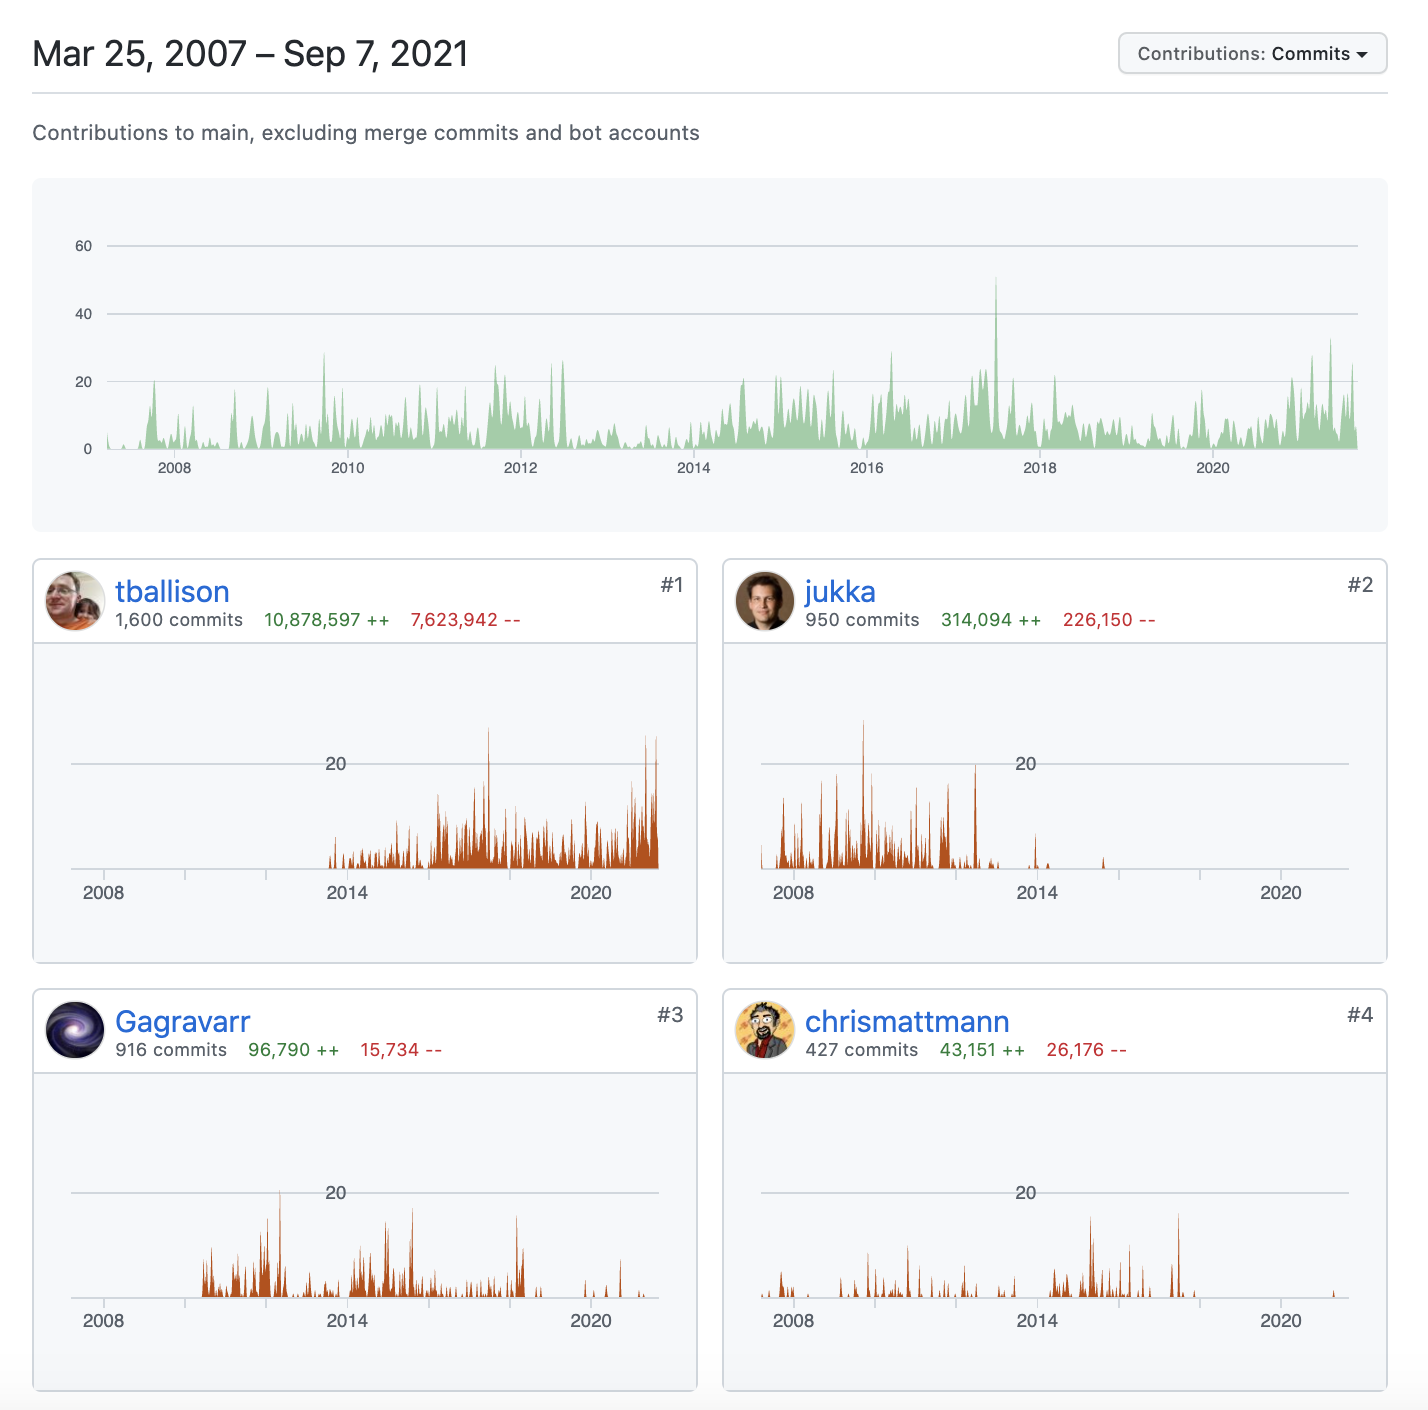 Mar 25, 2007 – Sep 7, 2021
Contributions: Commits
Contributions to main, excluding merge commits and bot accounts
60
40
20
0
2008 2010 2012 2014 2016 2018 2020
tballison #1
1,600 commits 10,878,597 ++ 7,623,942 --
20
2008 2014 2020
jukka #2
950 commits 314,094 ++ 226,150 --
20
2008 2014 2020
Gagravarr #3
916 commits 96,790 ++ 15,734 --
20
2008 2014 2020
chrismattmann #4
427 commits 43,151 ++ 26,176 --
20
2008 2014 2020